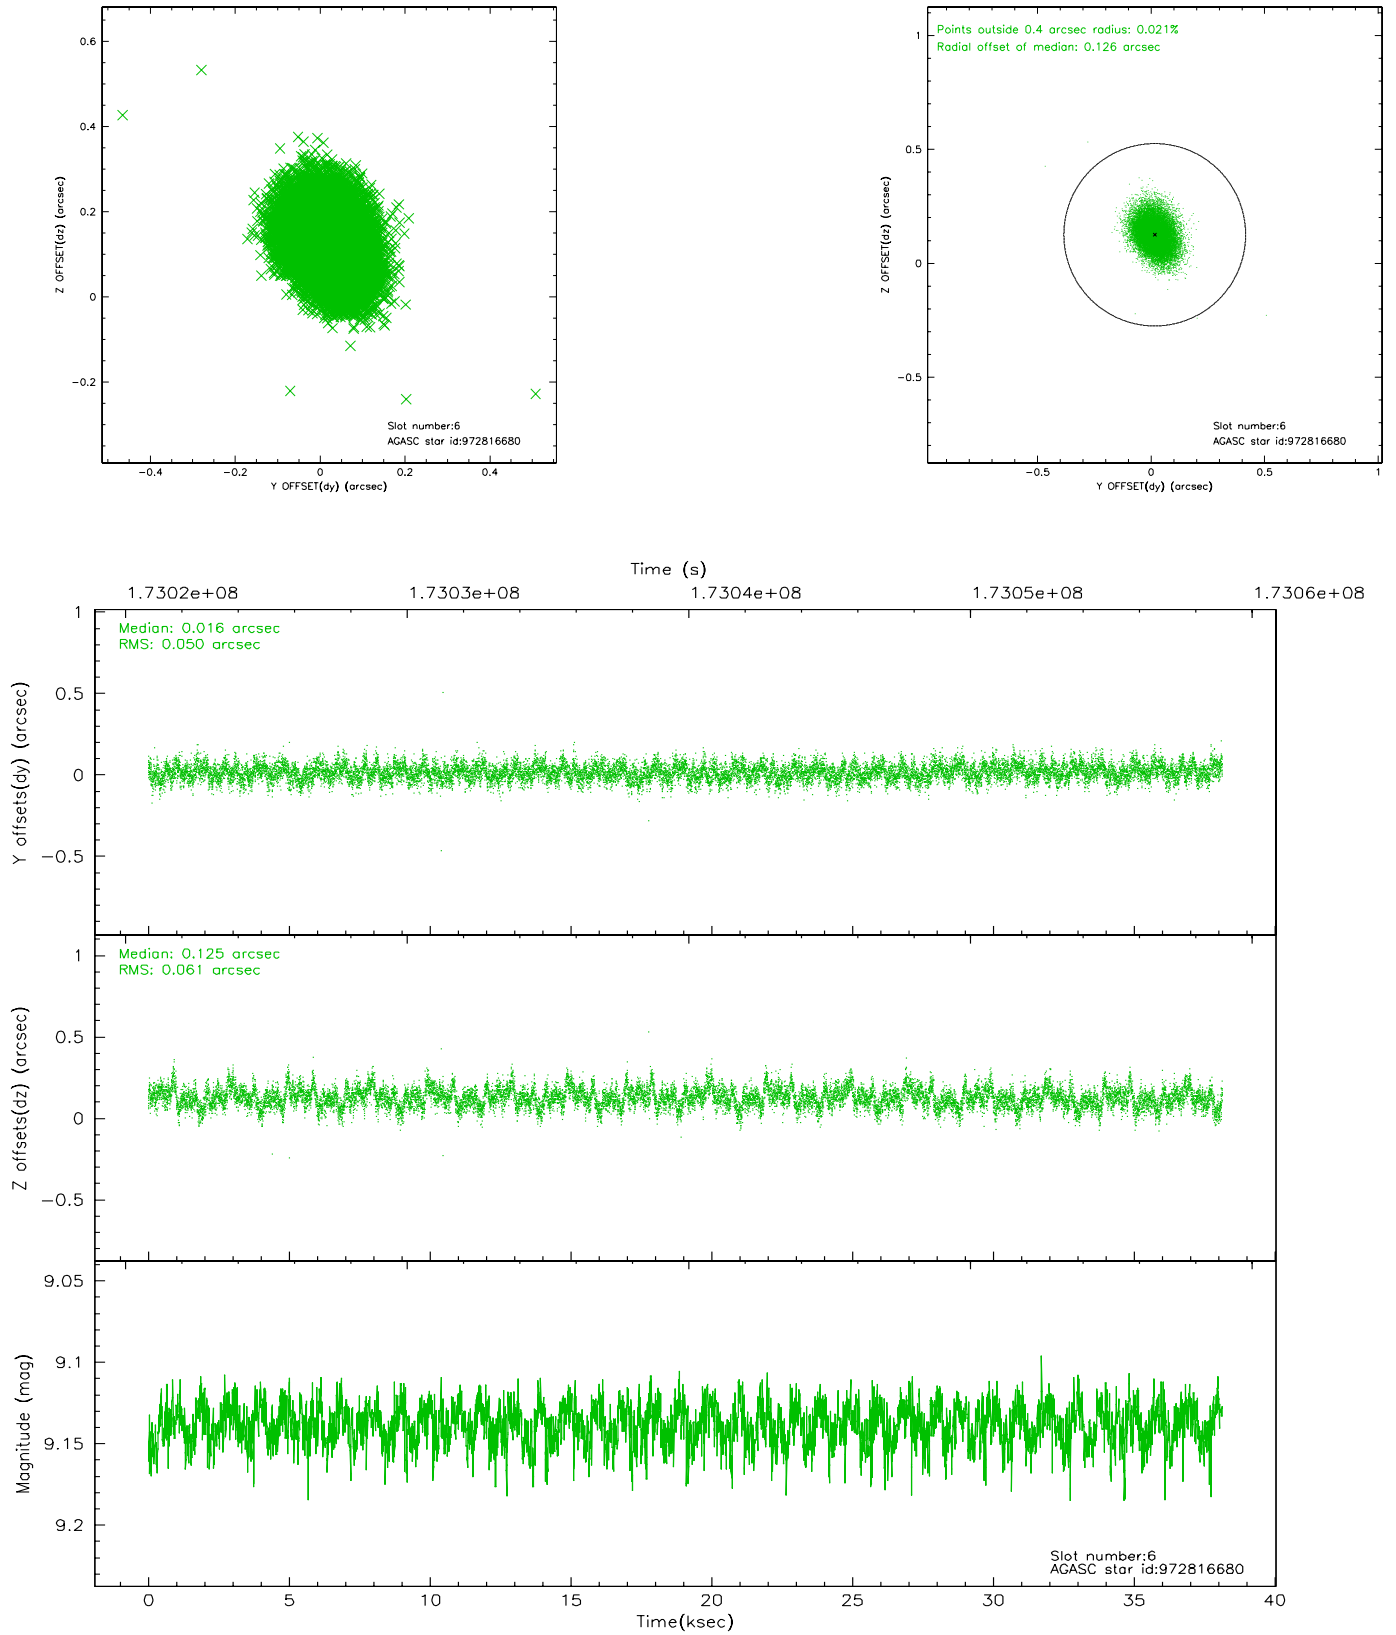 0.6
0.4
0.2
0
−0.2
Z OFFSET(dz) (arcsec)
−0.4
−0.2
0
0.2
0.4
Y OFFSET(dy) (arcsec)
Slot number:6
AGASC star id:972816680
Points outside 0.4 arcsec radius: 0.021%
Radial offset of median: 0.126 arcsec
1
0.5
0
−0.5
Z OFFSET(dz) (arcsec)
−0.5
0
0.5
1
Y OFFSET(dy) (arcsec)
Slot number:6
AGASC star id:972816680
Time (s)
1.7302e+08
1.7303e+08
1.7304e+08
1.7305e+08
1.7306e+08
Median: 0.016 arcsec
RMS: 0.050 arcsec
1
0.5
0
−0.5
Y offsets(dy) (arcsec)
Median: 0.125 arcsec
RMS: 0.061 arcsec
1
0.5
0
−0.5
Z offsets(dz) (arcsec)
9.05
9.1
9.15
9.2
Magnitude (mag)
Slot number:6
AGASC star id:972816680
0
5
10
15
20
25
30
35
40
Time(ksec)